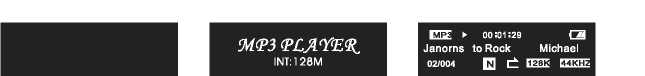 MP3 PLAYER
INT:128M
MP3 00:01:29
Janorns to Rock Michael
02/004 N 128K 44KHZ